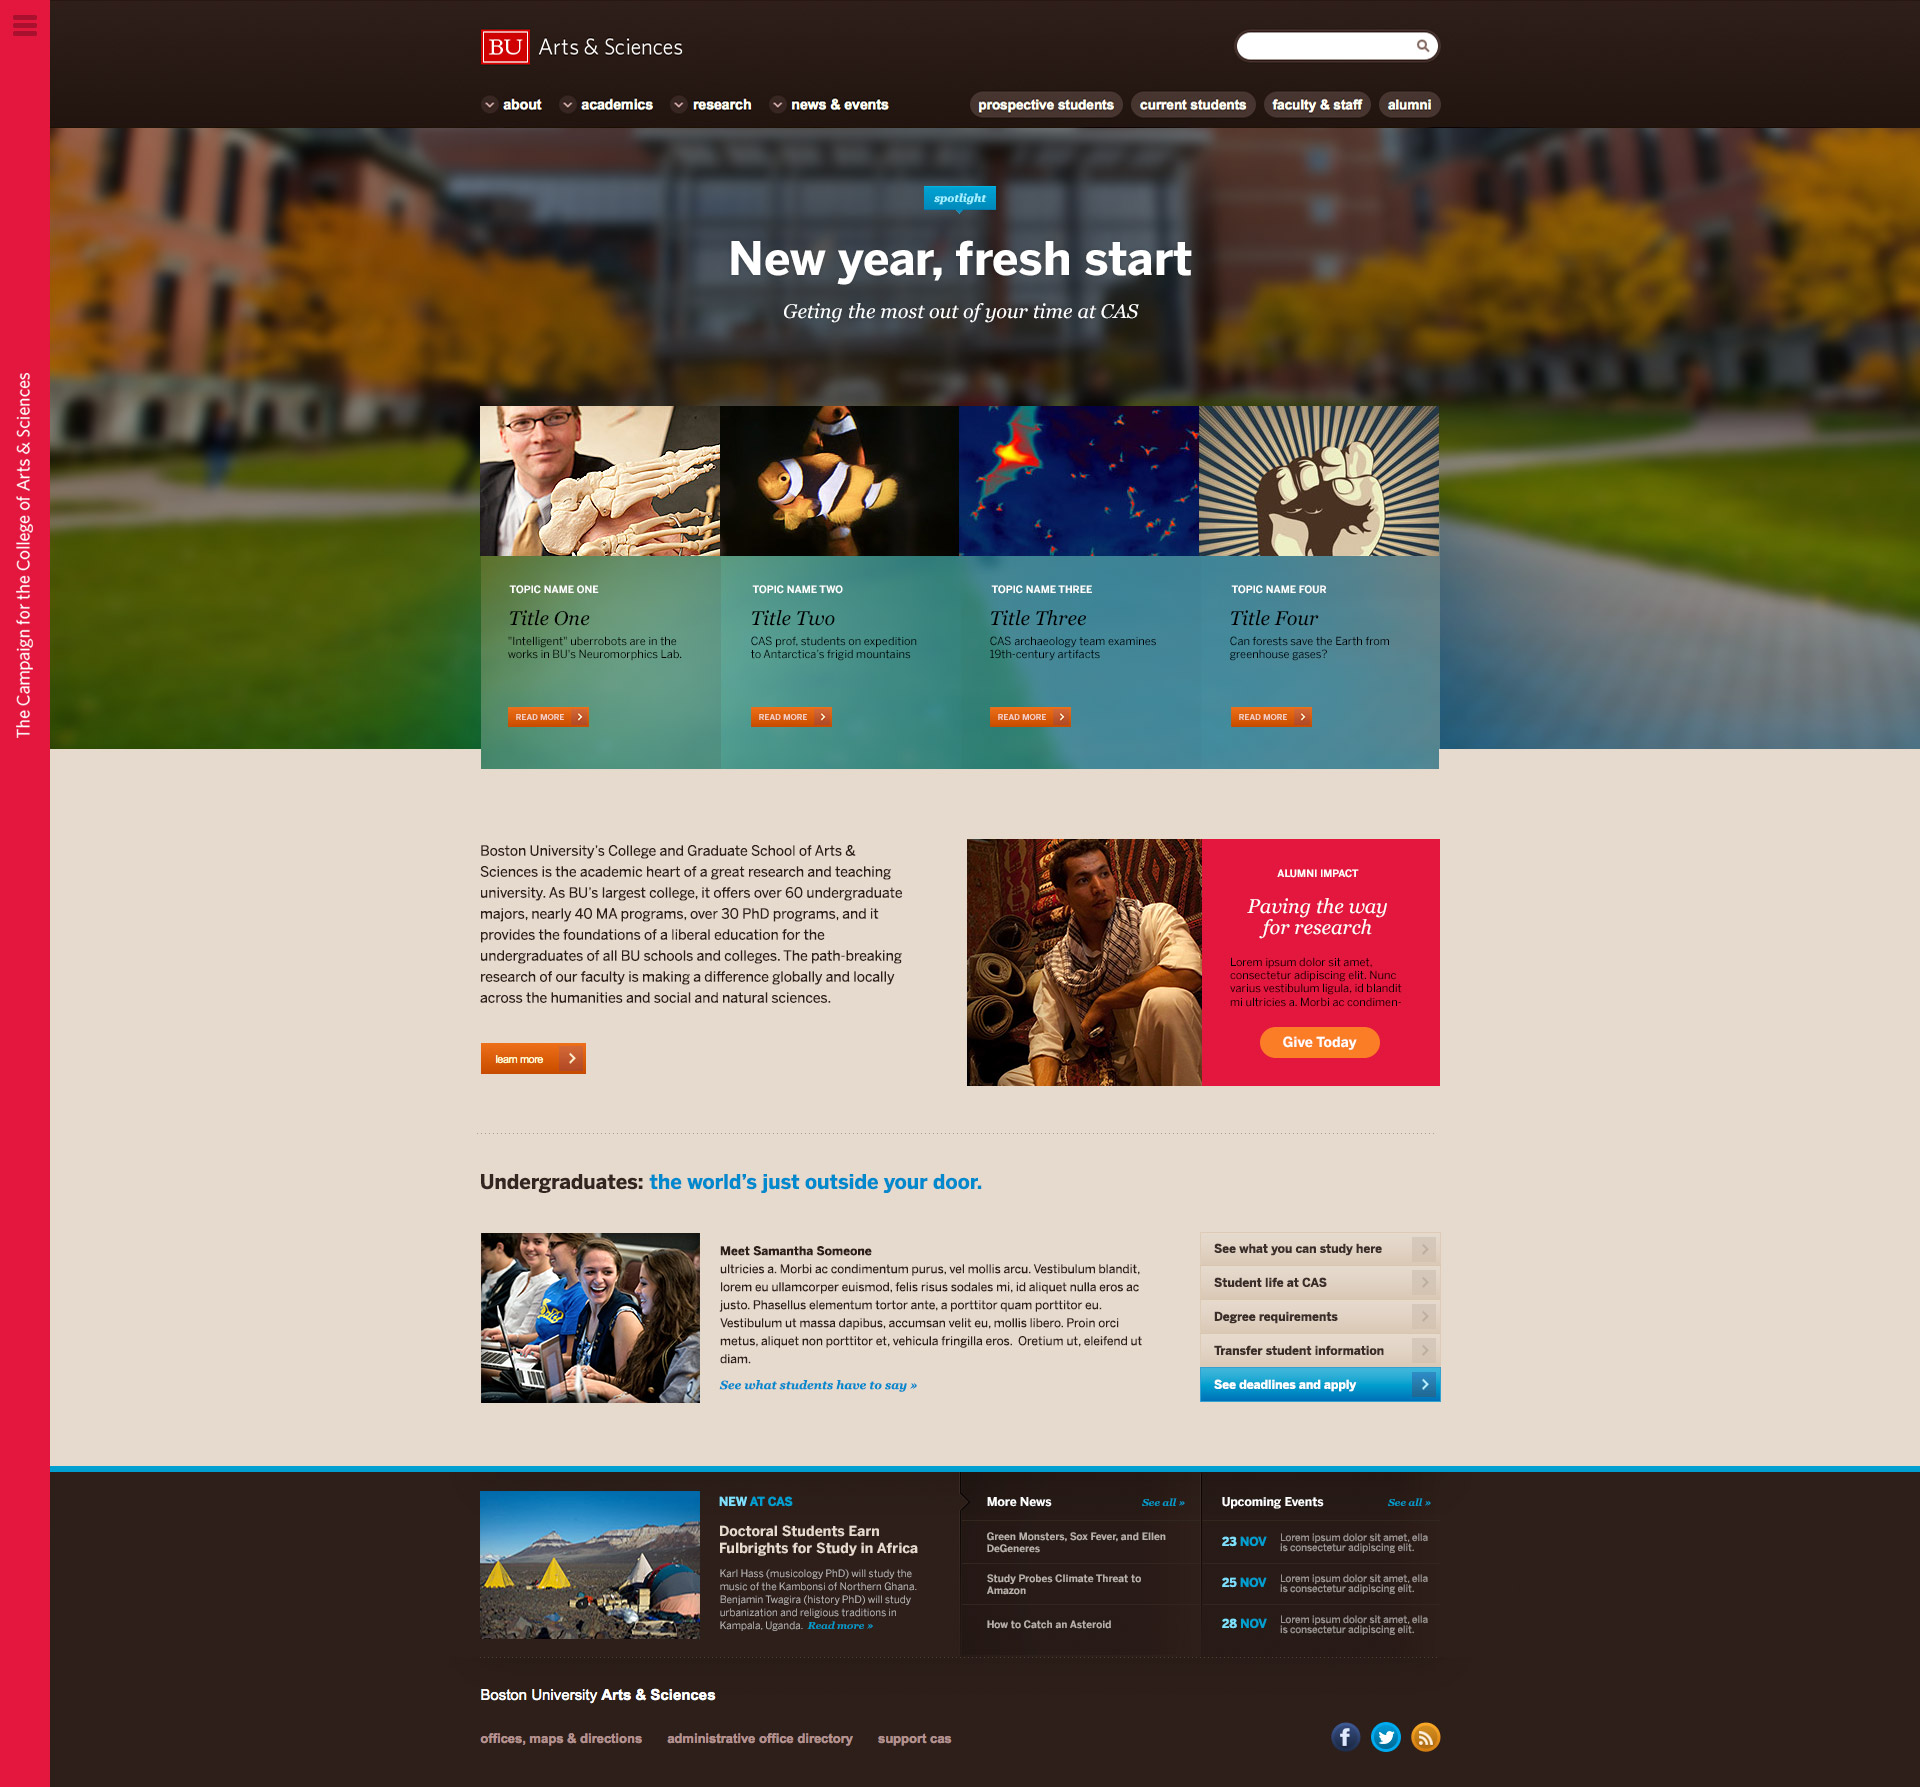 The Campaign for the College of Arts & Sciences
BU Arts & Sciences
about academics research news & events prospective students current students faculty & staff alumni
spotlight
New year, fresh start
Geting the most out of your time at CAS
TOPIC NAME ONE
Title One
"Intelligent" uberrobots are in the
works in BU's Neuromorphics Lab.
READ MORE
TOPIC NAME TWO
Title Two
CAS prof, students on expedition
to Antarctica's frigid mountains
READ MORE
TOPIC NAME THREE
Title Three
CAS archaeology team examines
19th-century artifacts
READ MORE
TOPIC NAME FOUR
Title Four
Can forests save the Earth from
greenhouse gases?
READ MORE
Boston University's College and Graduate School of Arts &
Sciences is the academic heart of a great research and teaching
university. As BU's largest college, it offers over 60 undergraduate
majors, nearly 40 MA programs, over 30 PhD programs, and it
provides the foundations of a liberal education for the
undergraduates of all BU schools and colleges. The path-breaking
research of our faculty is making a difference globally and locally
across the humanities and social and natural sciences.
learn more
ALUMNI IMPACT
Paving the way
for research
Lorem ipsum dolor sit amet,
consectetur adipiscing elit. Nunc
varius vestibulum ligula, id blandit
mi ultricies a. Morbi ac condimen-
Give Today
Undergraduates: the world's just outside your door.
Meet Samantha Someone
ultricies a. Morbi ac condimentum purus, vel mollis arcu. Vestibulum blandit,
lorem eu ullamcorper euismod, felis risus sodales mi, id aliquet nulla eros ac
justo. Phasellus elementum tortor ante, a porttitor quam porttitor eu.
Vestibulum ut massa dapibus, accumsan velit eu, mollis libero. Proin orci
metus, aliquet non porttitor et, vehicula fringilla eros. Oretium ut, eleifend ut
diam.
See what students have to say »
See what you can study here
Student life at CAS
Degree requirements
Transfer student information
See deadlines and apply
NEW AT CAS
Doctoral Students Earn
Fulbrights for Study in Africa
Karl Hass (musicology PhD) will study the
music of the Kambonsi of Northern Ghana.
Benjamin Twagira (history PhD) will study
urbanization and religious traditions in
Kampala, Uganda. Read more »
More News See all »
Green Monsters, Sox Fever, and Ellen
DeGeneres
Study Probes Climate Threat to
Amazon
How to Catch an Asteroid
Upcoming Events See all »
23 NOV Lorem ipsum dolor sit amet, ella
is consectetur adipiscing elit.
25 NOV Lorem ipsum dolor sit amet, ella
is consectetur adipiscing elit.
28 NOV Lorem ipsum dolor sit amet, ella
is consectetur adipiscing elit.
Boston University Arts & Sciences
offices, maps & directions administrative office directory support cas